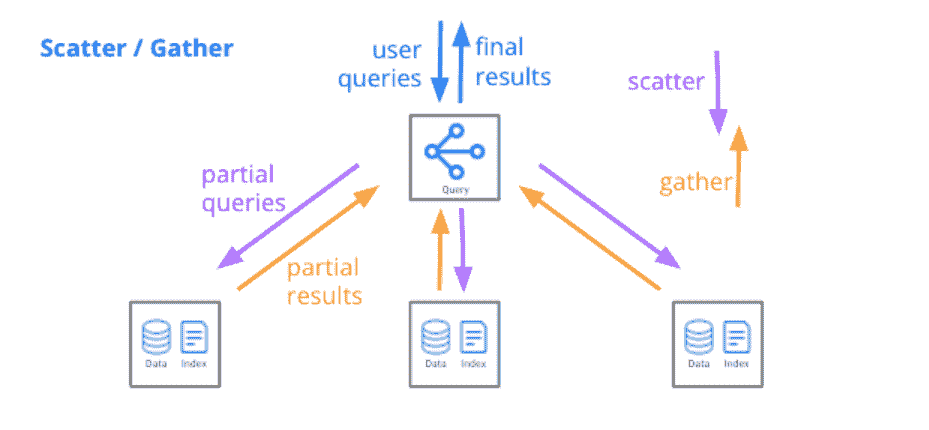 Scatter / Gather
user
queries
final
results
scatter
gather
Query
partial
queries
partial
results
Data Index
Data Index
Data Index